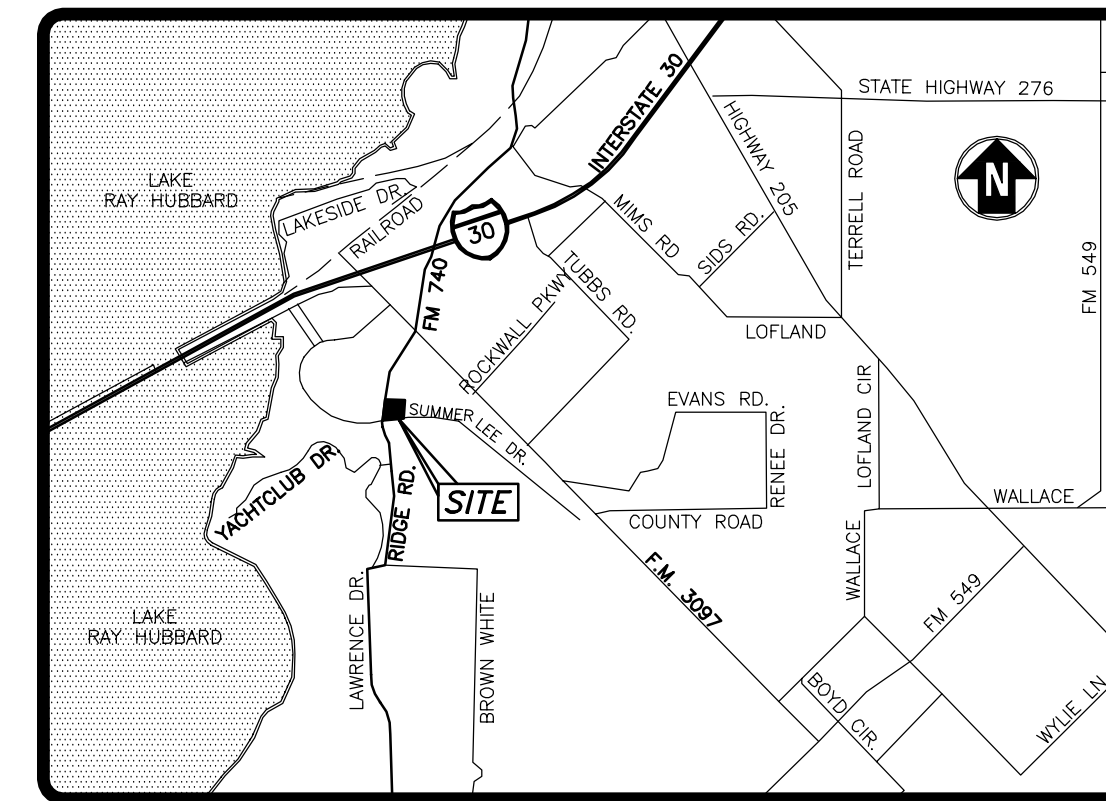 INTERSTATE 30
STATE HIGHWAY 276
HIGHWAY 205
TERRELL ROAD
N
LAKE
RAY HUBBARD
LAKESIDE DR.
RAILROAD
30
MIMS RD
SIDS RD.
FM 549
FM 740
TUBBS RD.
ROCKWALL PKWY
LOFLAND
SUMMER LEE DR.
EVANS RD.
RENEE DR.
LOFLAND CIR
YACHTCLUB DR.
RIDGE RD.
SITE
COUNTY ROAD
WALLACE
WALLACE
F.M. 3097
LAKE
RAY HUBBARD
LAWRENCE DR.
BROWN WHITE
FM 549
BOYD CIR.
WYLIE LN